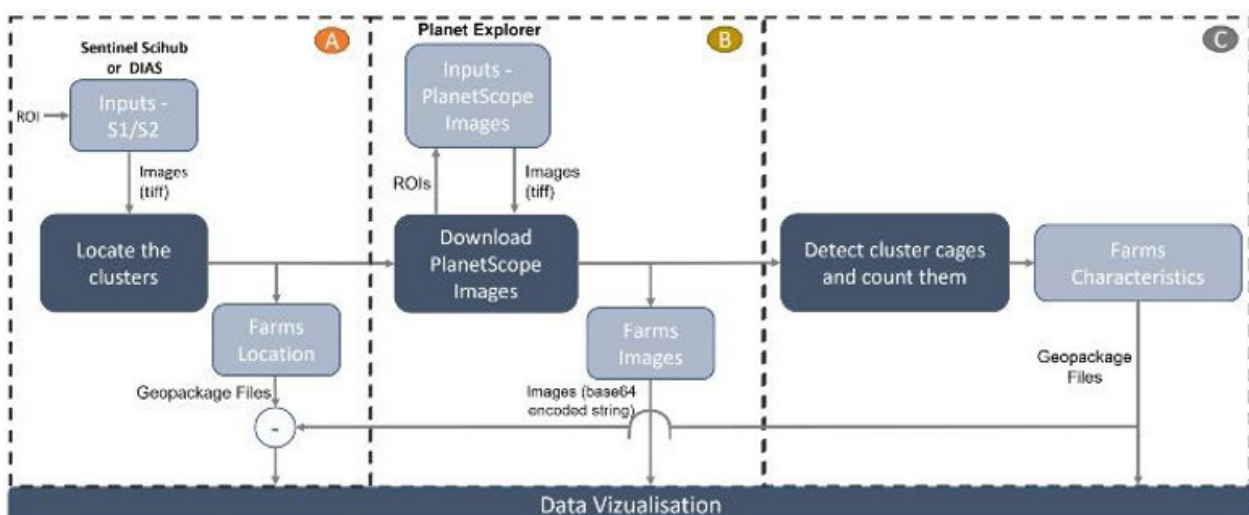 A
Sentinel Scihub
or DIAS
ROI
Inputs -
S1/S2
Images
(tiff)
Locate the
clusters
Farms
Location
Geopackage Files
-
B
Planet Explorer
Inputs -
PlanetScope
Images
ROIs
Images
(tiff)
Download
PlanetScope
Images
Farms
Images
Images (base64
encoded string)
C
Detect cluster cages
and count them
Farms
Characteristics
Geopackage
Files
Data Vizualisation